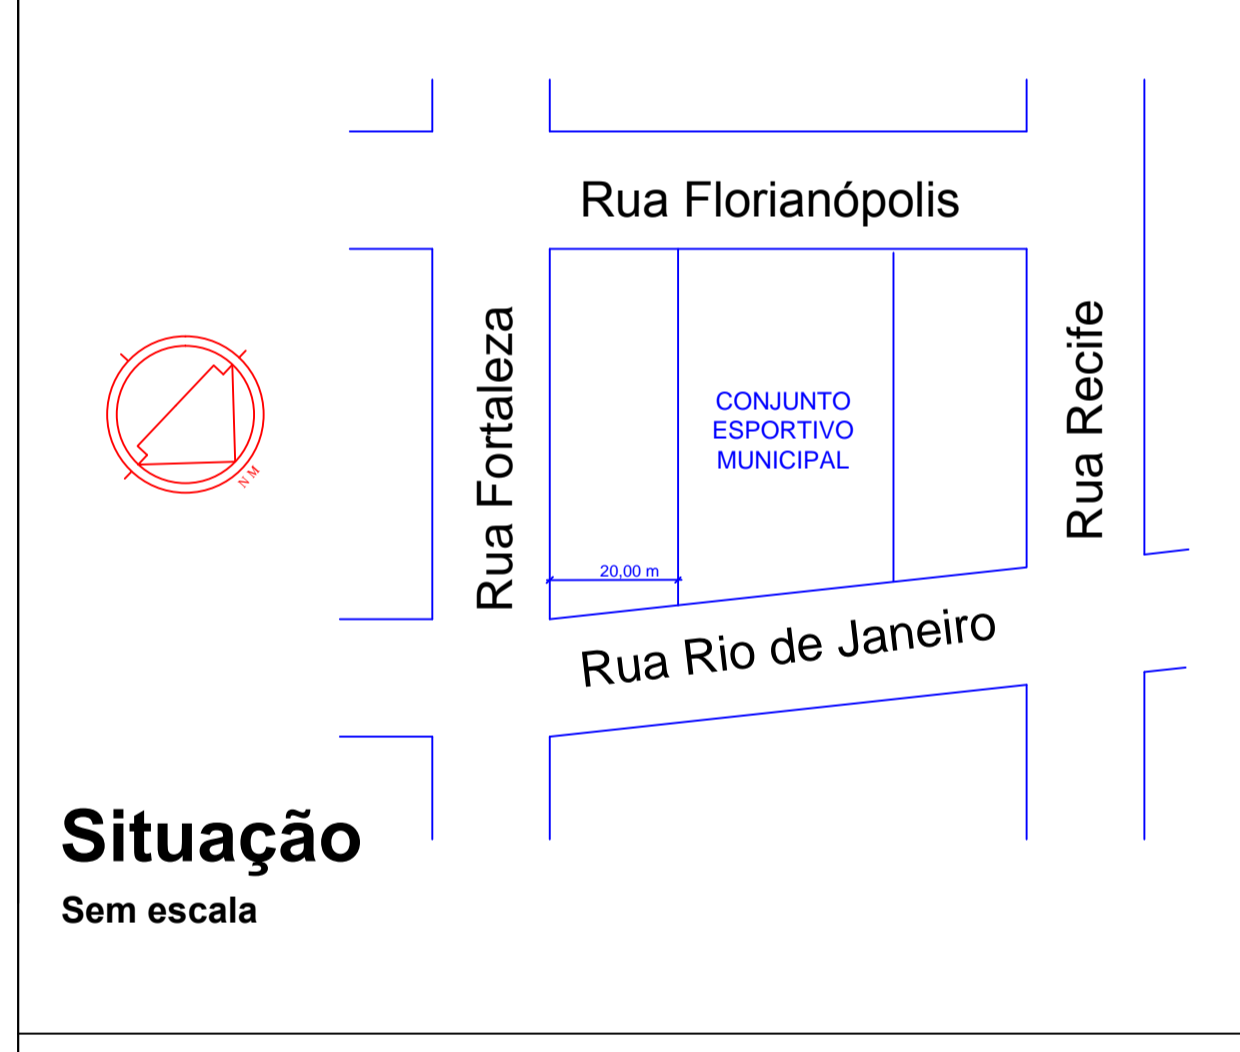 Rua Florianópolis
Rua Fortaleza
Rua Recife
CONJUNTO
ESPORTIVO
MUNICIPAL
N M
20,00 m
Rua Rio de Janeiro
Situação
Sem escala